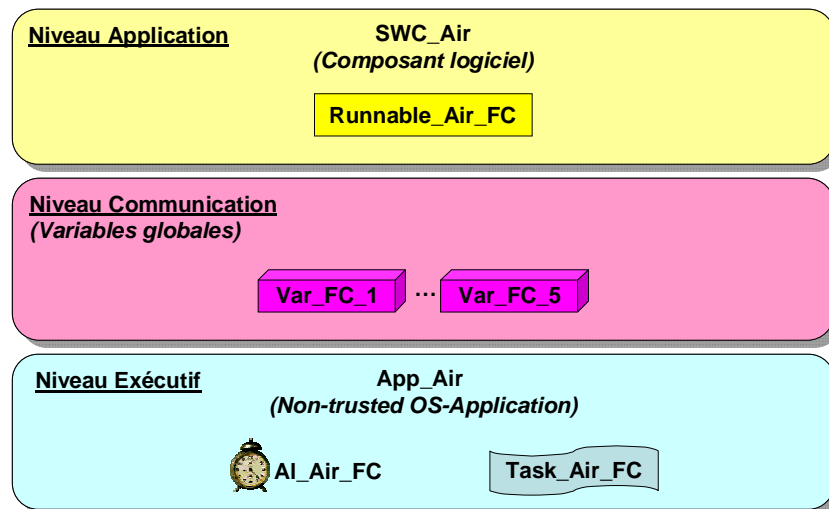 Niveau Application
SWC_Air
(Composant logiciel)
Runnable_Air_FC
Niveau Communication
(Variables globales)
Var_FC_1
...
Var_FC_5
Niveau Exécutif
App_Air
(Non-trusted OS-Application)
Al_Air_FC
Task_Air_FC